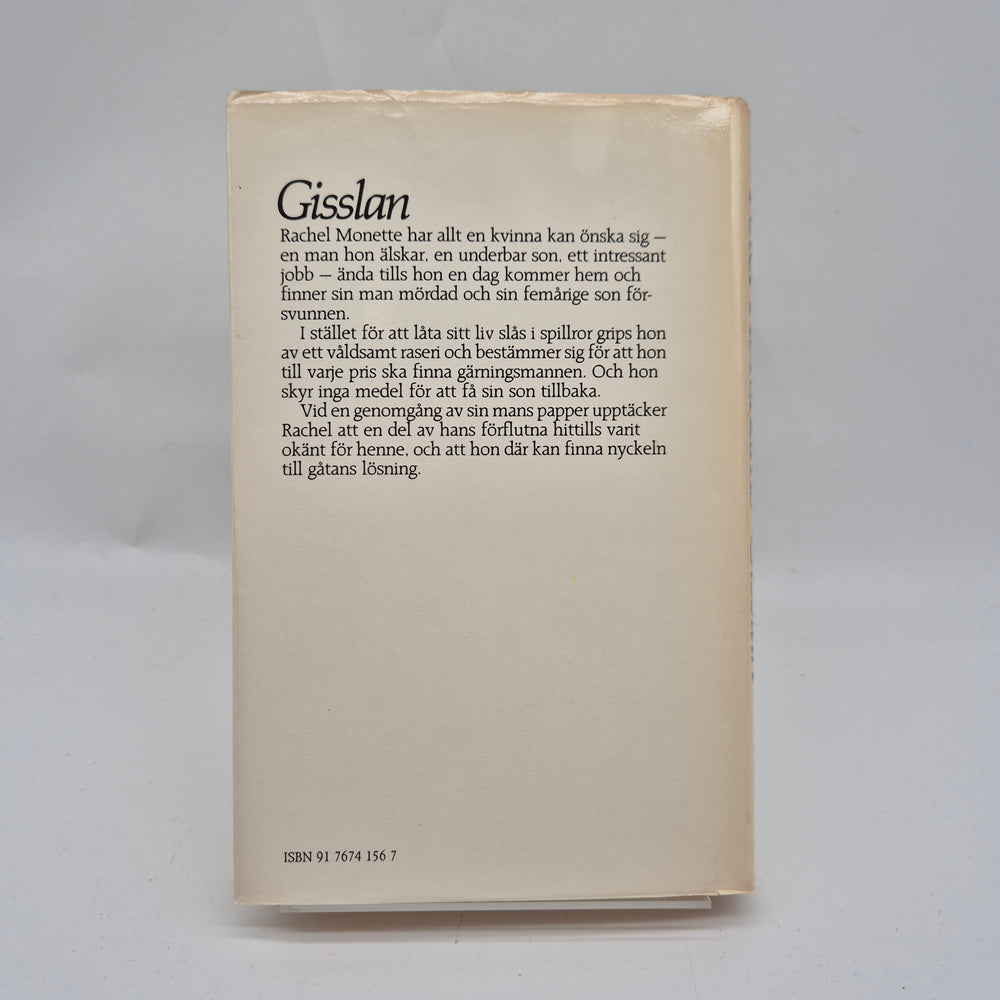 Gisslan
Rachel Monette har allt en kvinna kan önska sig —
en man hon älskar, en underbar son, ett intressant
jobb — ända tills hon en dag kommer hem och
finner sin man mördad och sin femårige son för-
svunnen.
I stället för att låta sitt liv slås i spillror grips hon
av ett våldsamt raseri och bestämmer sig för att hon
till varje pris ska finna gärningsmannen. Och hon
skyr inga medel för att få sin son tillbaka.
Vid en genomgång av sin mans papper upptäcker
Rachel att en del av hans förflutna hittills varit
okänt för henne, och att hon där kan finna nyckeln
till gåtans lösning.
ISBN 91 7674 156 7